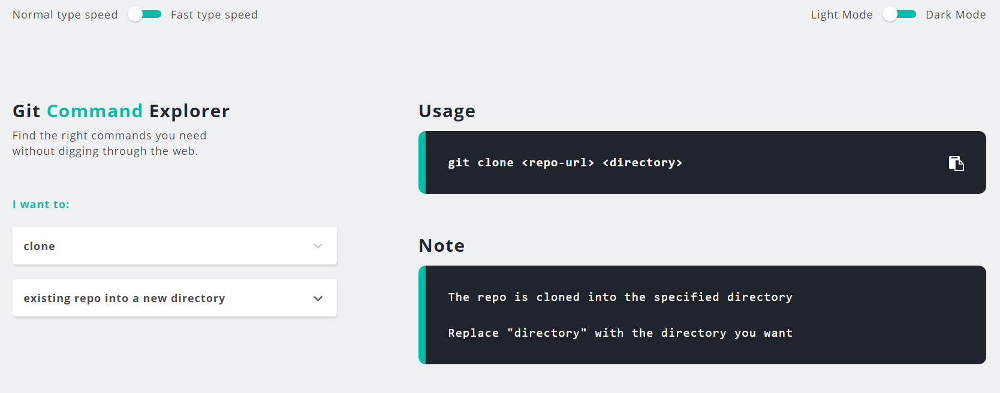 Normal type speed Fast type speed Light Mode Dark Mode
Git Command Explorer
Find the right commands you need
without digging through the web.
I want to:
clone
existing repo into a new directory
Usage
git clone <repo-url> <directory>
Note
The repo is cloned into the specified directory
Replace "directory" with the directory you want